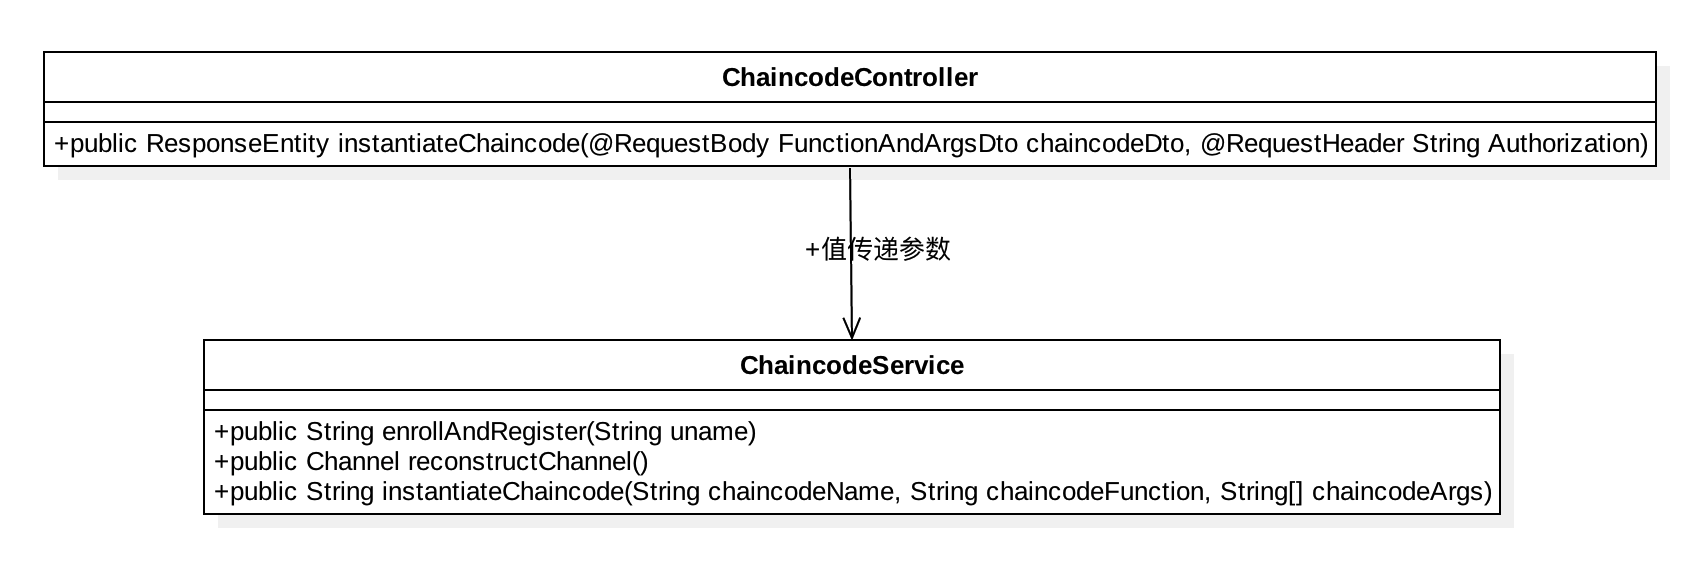 ChaincodeController
+public ResponseEntity instantiateChaincode(@RequestBody FunctionAndArgsDto chaincodeDto, @RequestHeader String Authorization)
+值传递参数
ChaincodeService
+public String enrollAndRegister(String uname)
+public Channel reconstructChannel()
+public String instantiateChaincode(String chaincodeName, String chaincodeFunction, String[] chaincodeArgs)